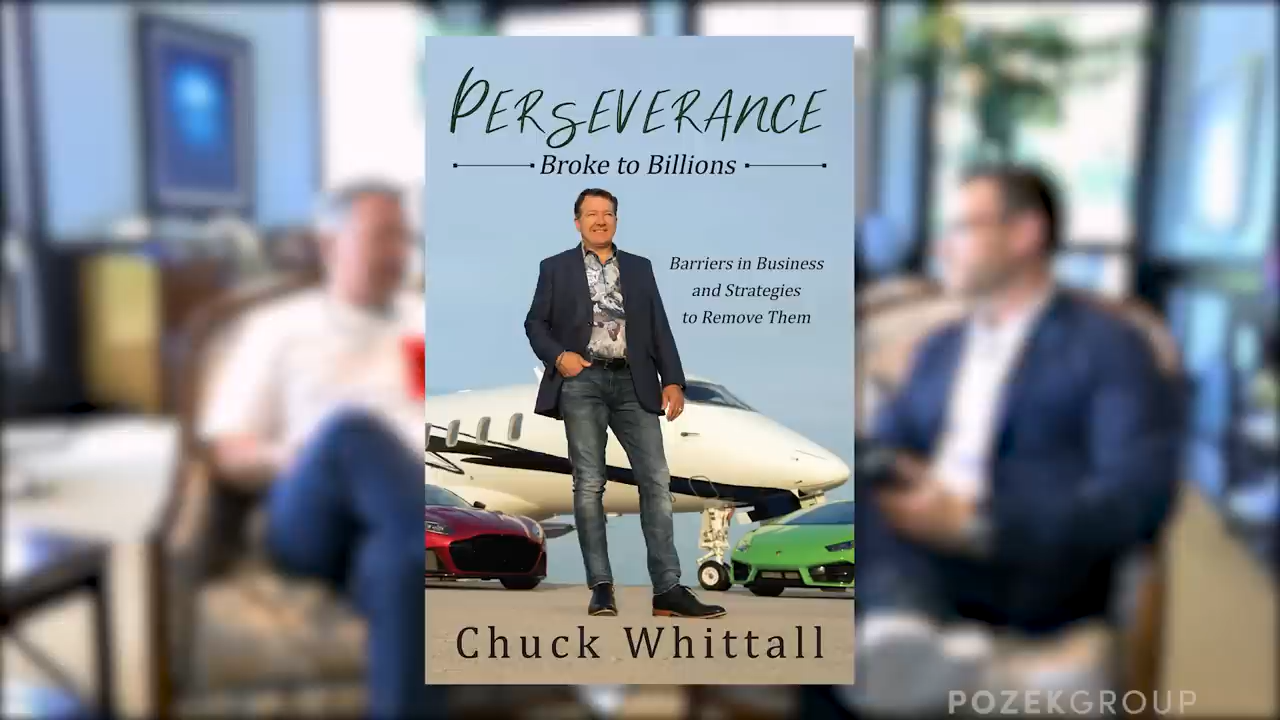 PERSEVERANCE
Broke to Billions
Barriers in Business
and Strategies
to Remove Them
Chuck Whittall
POZEKGROUP